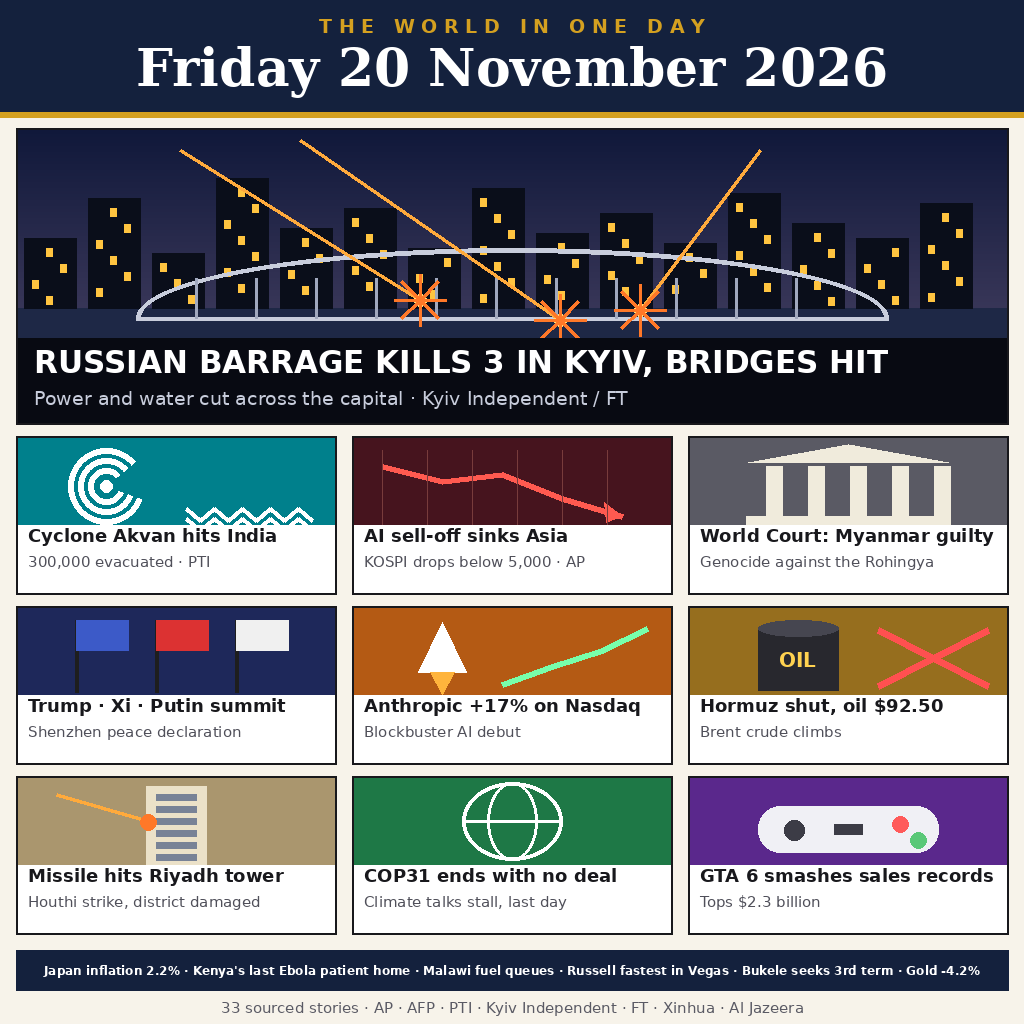 THE WORLD IN ONE DAY
Friday 20 November 2026
RUSSIAN BARRAGE KILLS 3 IN KYIV, BRIDGES HIT
Power and water cut across the capital · Kyiv Independent / FT
Cyclone Akvan hits India
300,000 evacuated · PTI
AI sell-off sinks Asia
KOSPI drops below 5,000 · AP
World Court: Myanmar guilty
Genocide against the Rohingya
Trump · Xi · Putin summit
Shenzhen peace declaration
Anthropic +17% on Nasdaq
Blockbuster AI debut
OIL
Hormuz shut, oil $92.50
Brent crude climbs
Missile hits Riyadh tower
Houthi strike, district damaged
COP31 ends with no deal
Climate talks stall, last day
GTA 6 smashes sales records
Tops $2.3 billion
Japan inflation 2.2% · Kenya's last Ebola patient home · Malawi fuel queues · Russell fastest in Vegas · Bukele seeks 3rd term · Gold -4.2%
33 sourced stories · AP · AFP · PTI · Kyiv Independent · FT · Xinhua · Al Jazeera